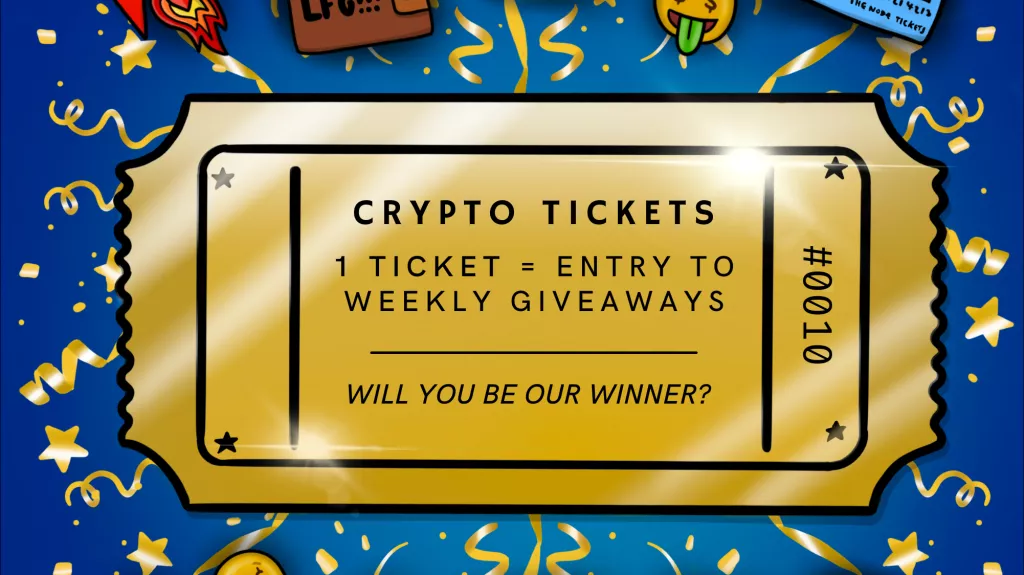 LFG!!!
THE NODE TICKETS
CRYPTO TICKETS
1 TICKET = ENTRY TO
WEEKLY GIVEAWAYS
#0010
WILL YOU BE OUR WINNER?